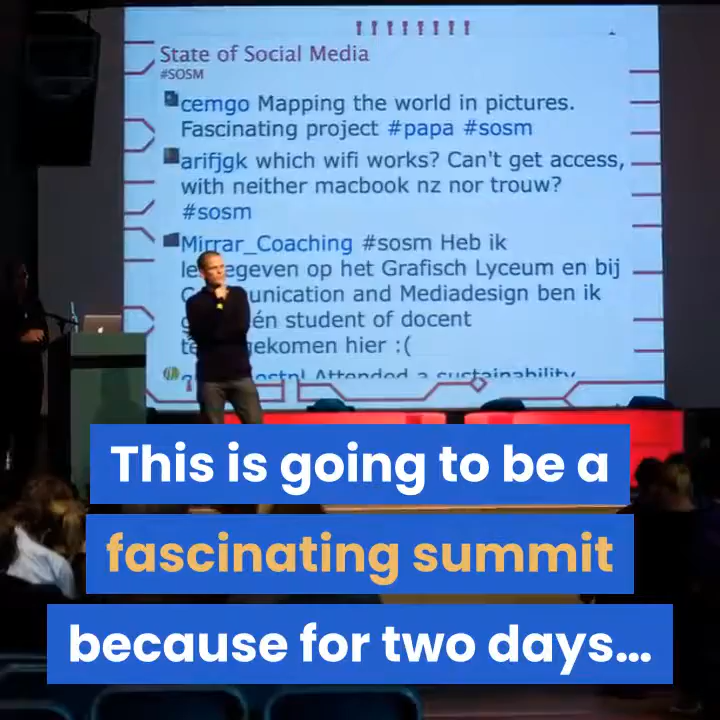 State of Social Media
#SOSM
cemgo Mapping the world in pictures.
Fascinating project #papa #sosm
arifjgk which wifi works? Can't get access,
with neither macbook nz nor trouw?
#sosm
Mirrar_Coaching #sosm Heb ik
op het Grafisch Lyceum en bij
and Mediadesign ben ik
student of docent
hier :(
Attended a sustainability
This is going to be a
fascinating summit
because for two days...